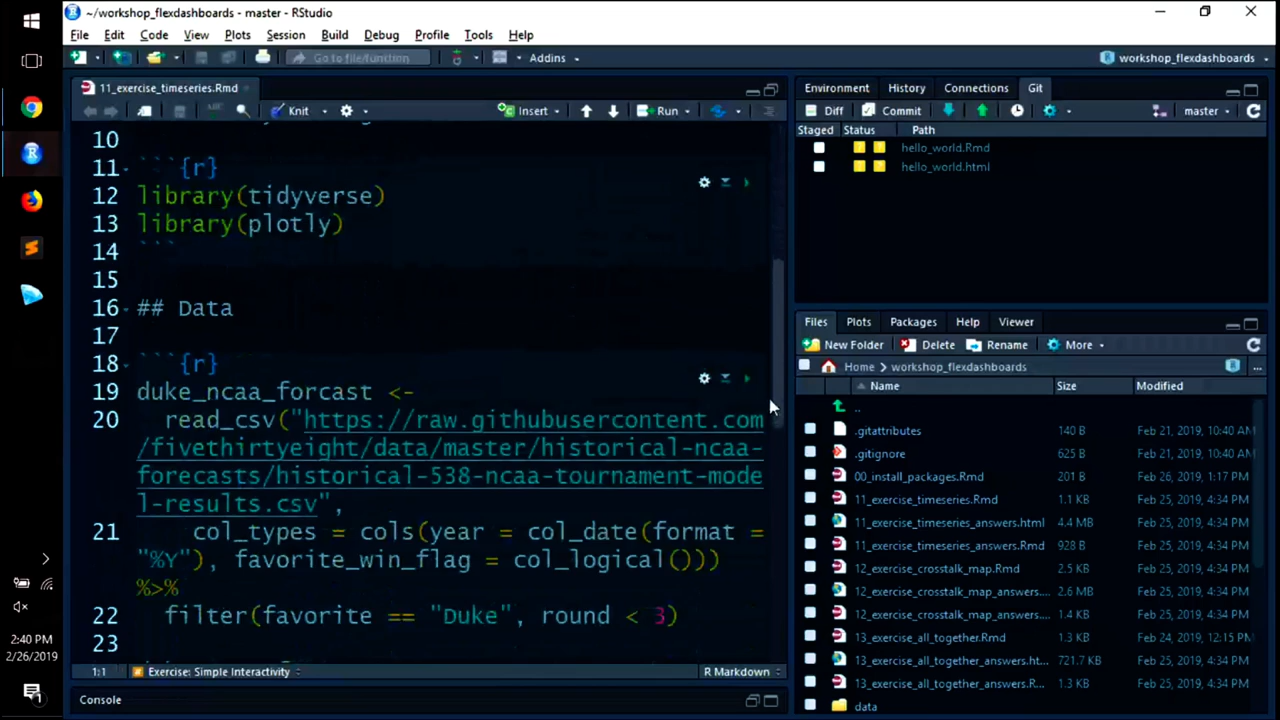 ~/workshop_flexdashboards - master - RStudio
File Edit Code View Plots Session Build Debug Profile Tools Help
Go to file/function Addins workshop_flexdashboards
11_exercise_timeseries.Rmd
Knit Insert Run
10
11 ```{r}
12 library(tidyverse)
13 library(plotly)
14 ```
15
16 ## Data
17
18 ```{r}
19 duke_ncaa_forcast <-
20 read_csv("https://raw.githubusercontent.com
/fivethirtyeight/data/master/historical-ncaa-
forecasts/historical-538-ncaa-tournament-mode
l-results.csv",
21 col_types = cols(year = col_date(format =
"%Y"), favorite_win_flag = col_logical()))
%>%
22 filter(favorite == "Duke", round < 3)
23
1:1 Exercise: Simple Interactivity R Markdown
Console
Environment History Connections Git
Diff Commit master
Staged Status Path
hello_world.Rmd
hello_world.html
Files Plots Packages Help Viewer
New Folder Delete Rename More
Home workshop_flexdashboards ...
Name Size Modified
..
.gitattributes 140 B Feb 21, 2019, 10:40 AM
.gitignore 625 B Feb 21, 2019, 10:40 AM
00_install_packages.Rmd 201 B Feb 26, 2019, 1:17 PM
11_exercise_timeseries.Rmd 1.1 KB Feb 25, 2019, 4:34 PM
11_exercise_timeseries_answers.html 4.4 MB Feb 25, 2019, 4:34 PM
11_exercise_timeseries_answers.Rmd 928 B Feb 25, 2019, 4:34 PM
12_exercise_crosstalk_map.Rmd 2.5 KB Feb 25, 2019, 4:34 PM
12_exercise_crosstalk_map_answers... 2.6 MB Feb 25, 2019, 4:34 PM
12_exercise_crosstalk_map_answers... 1.4 KB Feb 25, 2019, 4:34 PM
13_exercise_all_together.Rmd 1.3 KB Feb 24, 2019, 12:15 PM
13_exercise_all_together_answers.ht... 721.7 KB Feb 25, 2019, 4:34 PM
13_exercise_all_together_answers.R... 1.3 KB Feb 25, 2019, 4:34 PM
data
2:40 PM
2/26/2019